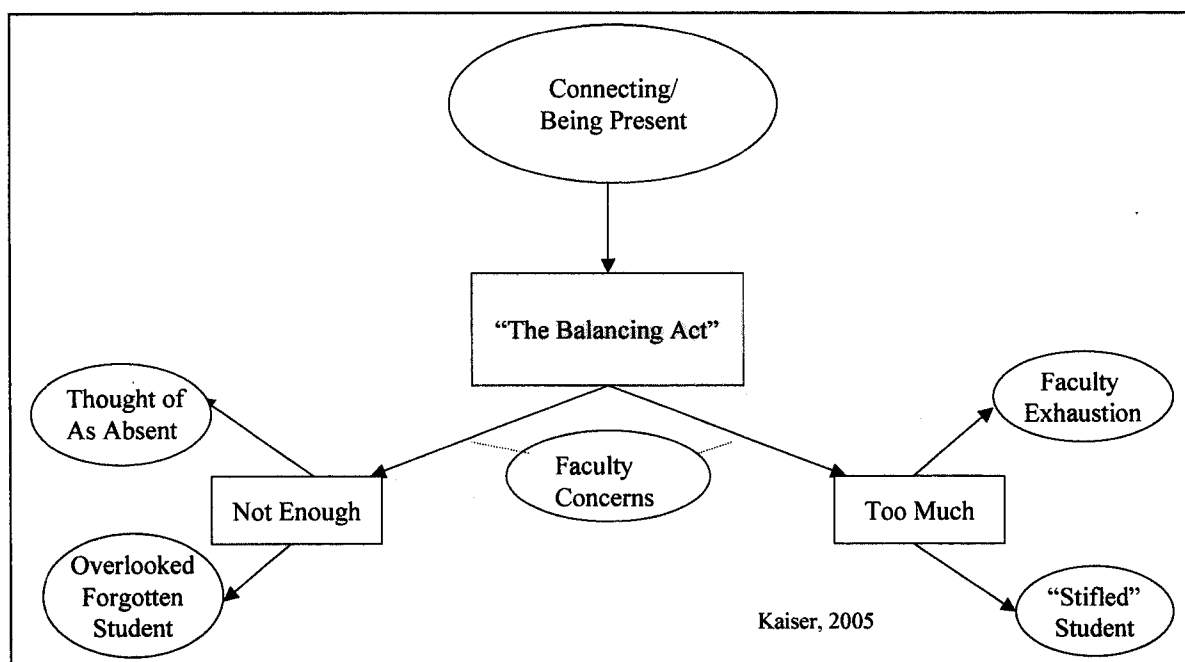 Connecting/
Being Present
“The Balancing Act”
Thought of
As Absent
Faculty
Exhaustion
Faculty
Concerns
Not Enough
Too Much
Overlooked
Forgotten
Student
“Stifled”
Student
Kaiser, 2005